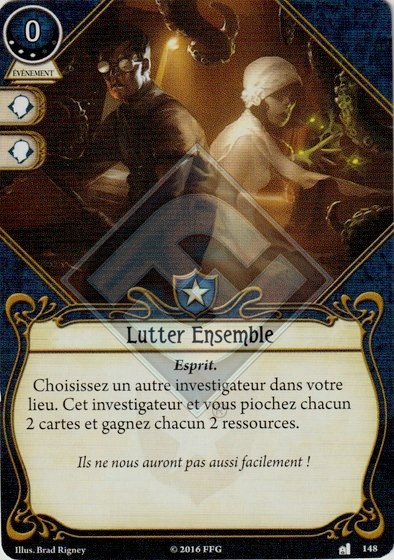 0
ÉVÉNEMENT
Lutter Ensemble
Esprit.
Choisissez un autre investigateur dans votre
lieu. Cet investigateur et vous piochez chacun
2 cartes et gagnez chacun 2 ressources.
Ils ne nous auront pas aussi facilement !
Illus. Brad Rigney
© 2016 FFG
148